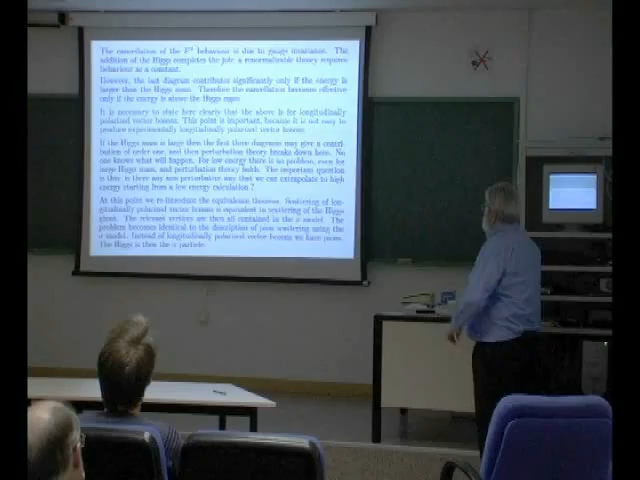 The cancellation of the E⁴ behaviour is due to gauge invariance. The
addition of the Higgs completes the job: a renormalizable theory requires
behaviour as a constant.
However, the last diagram contributes significantly only if the energy is
larger than the Higgs mass. Therefore the cancellation becomes effective
only if the energy is above the Higgs mass.
It is necessary to state here clearly that the above is for longitudinally
polarized vector bosons. This point is important, because it is not easy to
produce experimentally longitudinally polarized vector bosons.
If the Higgs mass is large then the first three diagrams may give a contri-
bution of order one, and then perturbation theory breaks down here. No
one knows what will happen. For low energy there is no problem, even for
large Higgs mass, and perturbation theory holds. The important question
is this: is there any non perturbative way that we can extrapolate to high
energy starting from a low energy calculation ?
At this point we re-introduce the equivalence theorem. Scattering of lon-
gitudinally polarized vector bosons is equivalent to scattering of the Higgs
ghost. The relevant vertices are then all contained in the σ model. The
problem becomes identical to the description of pion scattering using the
σ model. Instead of longitudinally polarized vector bosons we have pions.
The Higgs is then the σ particle.